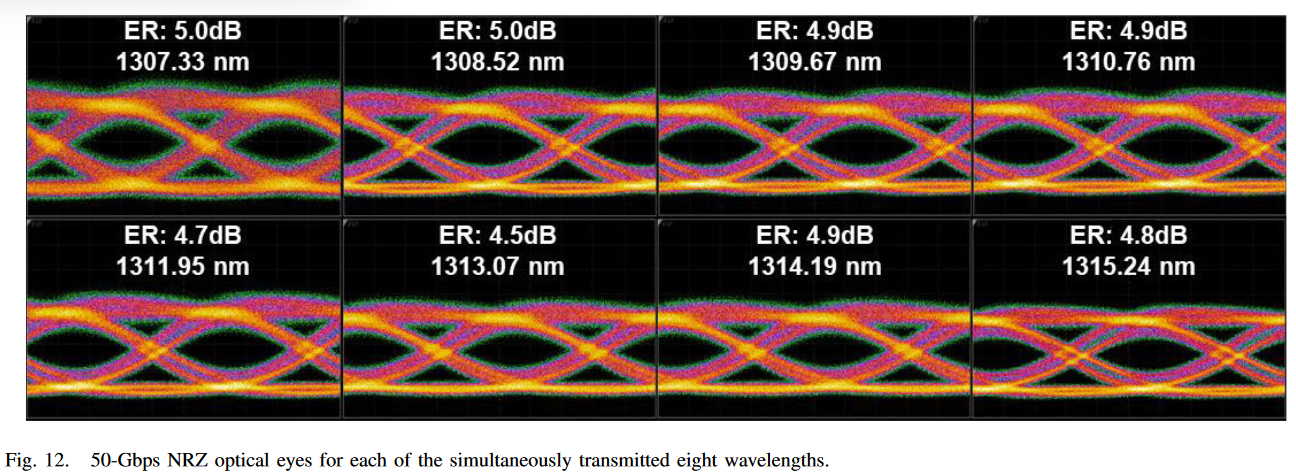 ER: 5.0dB
1307.33 nm
ER: 5.0dB
1308.52 nm
ER: 4.9dB
1309.67 nm
ER: 4.9dB
1310.76 nm
ER: 4.7dB
1311.95 nm
ER: 4.5dB
1313.07 nm
ER: 4.9dB
1314.19 nm
ER: 4.8dB
1315.24 nm
Fig. 12. 50-Gbps NRZ optical eyes for each of the simultaneously transmitted eight wavelengths.